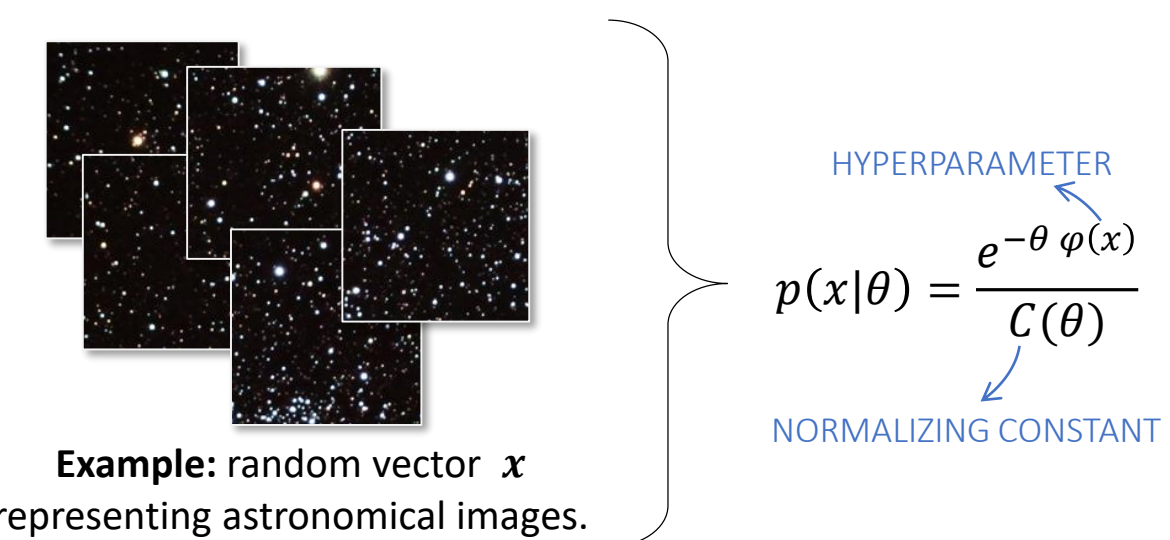 Example: random vector x
representing astronomical images.
HYPERPARAMETER
p(x|θ) = e^{-θ φ(x)} / C(θ)
NORMALIZING CONSTANT